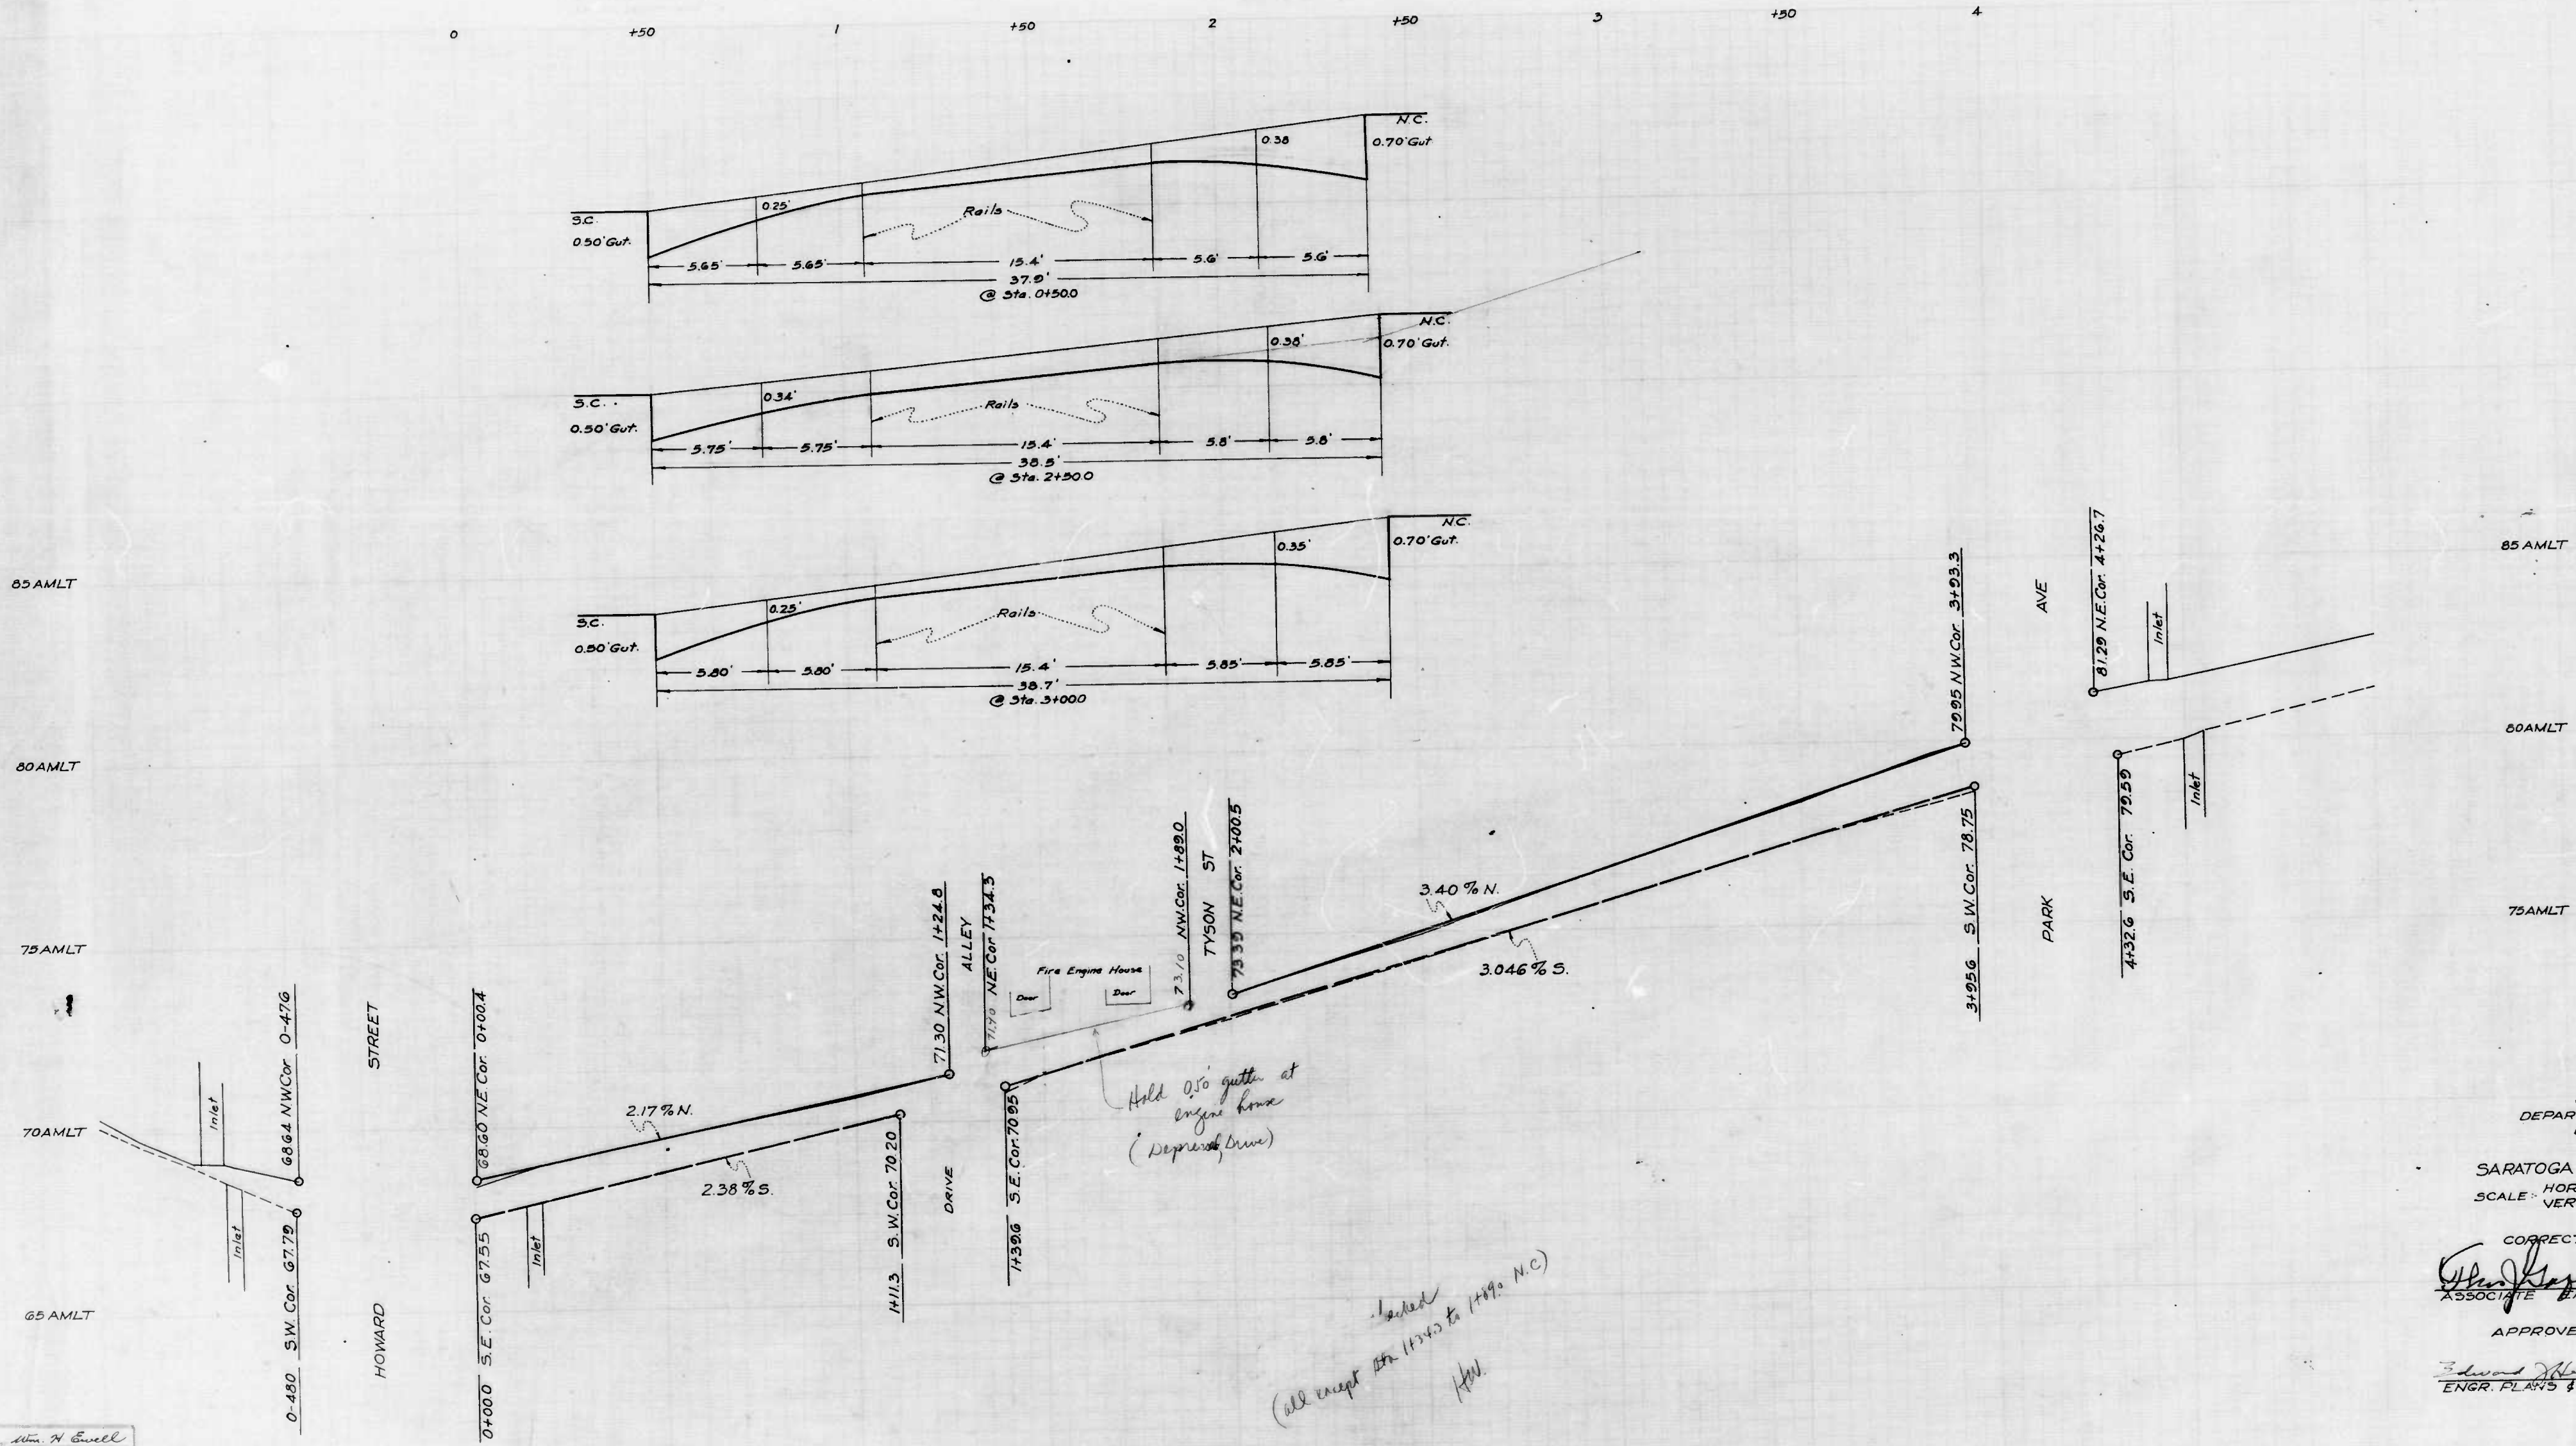 0 +50 1 +50 2 +50 3 +50 4
N.C.
0.38
0.70' Gut
0.25'
S.C.
0.50' Gut.
Rails
5.65' 5.65' 15.4' 5.6' 5.6'
37.9'
@ Sta. 0+50.0
N.C.
0.38'
0.70' Gut.
0.34'
S.C.
0.50' Gut.
Rails
5.75' 5.75' 15.4' 5.8' 5.8'
38.5'
@ Sta. 2+50.0
N.C.
0.35'
0.70' Gut.
0.25'
S.C.
0.50' Gut.
Rails
5.80' 5.80' 15.4' 5.85' 5.85'
38.7'
@ Sta. 3+00.0
85 AMLT
80 AMLT
75 AMLT
70 AMLT
65 AMLT
85 AMLT
80 AMLT
75 AMLT
Inlet
Inlet
68.64 N.W.Cor 0-47.6
0-48.0 S.W. Cor. 67.79
HOWARD STREET
68.60 N.E. Cor. 0+00.4
0+00.0 S.E. Cor. 67.55
Inlet
2.17% N.
2.38% S.
71.30 N.W. Cor. 1+24.8
1+11.3 S.W. Cor. 70.20
ALLEY
DRIVE
71.90 N.E. Cor 1+34.3
1+39.6 S.E. Cor. 70.95
Fire Engine House
Door Door
Hold 0.50' gutter at
engine house
(Depressed Drive)
73.10 N.W. Cor. 1+89.0
TYSON ST
73.39 N.E. Cor. 2+00.5
3.40% N.
3.046% S.
79.95 N.W. Cor. 3+93.3
3+95.6 S.W. Cor. 78.75
PARK AVE
81.29 N.E. Cor. 4+26.7
4+32.6 S.E. Cor. 79.59
Inlet
Inlet
(all except Sta 1+34.3 to 1+89.0 N.C)
DEPAR
SARATOGA
SCALE:- HOR
VER
CORRECT
ASSOCIATE
APPROVE
Edward J
ENGR. PLANS &
Wm. H Ewell